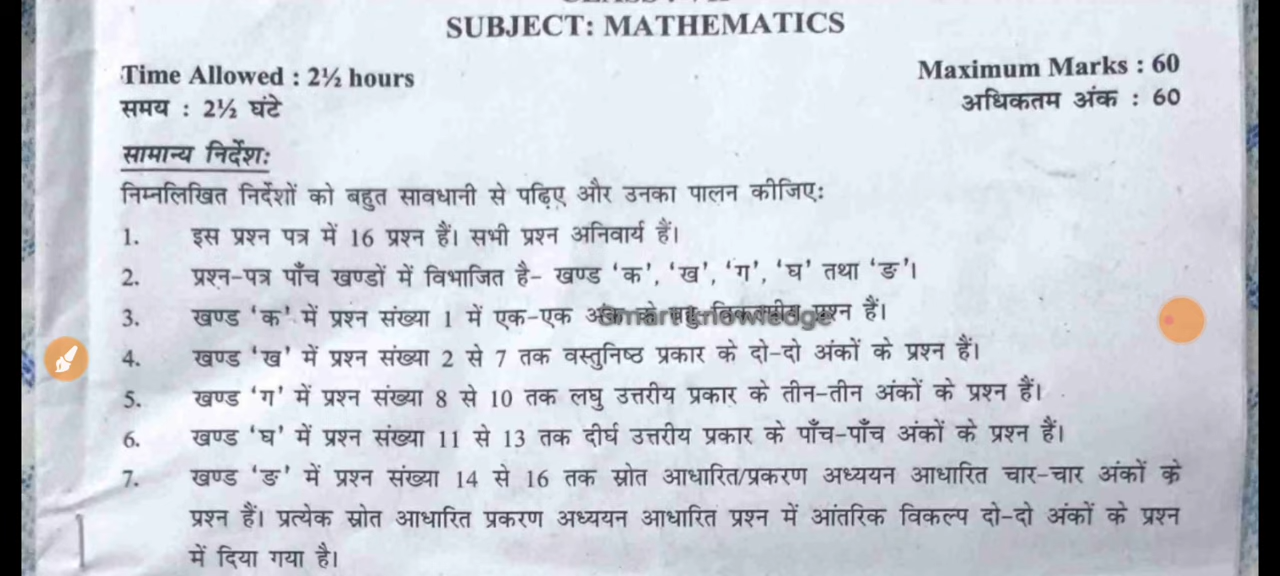 SUBJECT: MATHEMATICS
Time Allowed : 2½ hours
Maximum Marks : 60
समय : 2½ घंटे
अधिकतम अंक : 60
सामान्य निर्देश:
निम्नलिखित निर्देशों को बहुत सावधानी से पढ़िए और उनका पालन कीजिए:
1. इस प्रश्न पत्र में 16 प्रश्न हैं। सभी प्रश्न अनिवार्य हैं।
2. प्रश्न-पत्र पाँच खण्डों में विभाजित है- खण्ड 'क', 'ख', 'ग', 'घ' तथा 'ङ'।
3. खण्ड 'क' में प्रश्न संख्या 1 में एक-एक प्रश्न हैं।
4. खण्ड 'ख' में प्रश्न संख्या 2 से 7 तक वस्तुनिष्ठ प्रकार के दो-दो अंकों के प्रश्न हैं।
5. खण्ड 'ग' में प्रश्न संख्या 8 से 10 तक लघु उत्तरीय प्रकार के तीन-तीन अंकों के प्रश्न हैं।
6. खण्ड 'घ' में प्रश्न संख्या 11 से 13 तक दीर्घ उत्तरीय प्रकार के पाँच-पाँच अंकों के प्रश्न हैं।
7. खण्ड 'ङ' में प्रश्न संख्या 14 से 16 तक स्रोत आधारित/प्रकरण अध्ययन आधारित चार-चार अंकों के
प्रश्न हैं। प्रत्येक स्रोत आधारित प्रकरण अध्ययन आधारित प्रश्न में आंतरिक विकल्प दो-दो अंकों के प्रश्न
में दिया गया है।